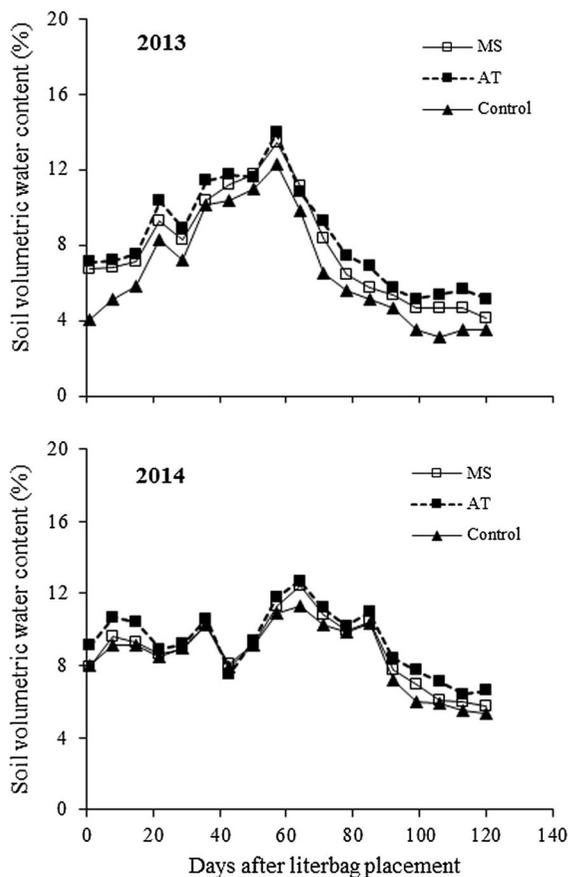 20
16
12
8
4
0
Soil volumetric water content (%)
2013
MS
AT
Control
20
16
12
8
4
0
Soil volumetric water content (%)
2014
MS
AT
Control
0 20 40 60 80 100 120 140
Days after literbag placement